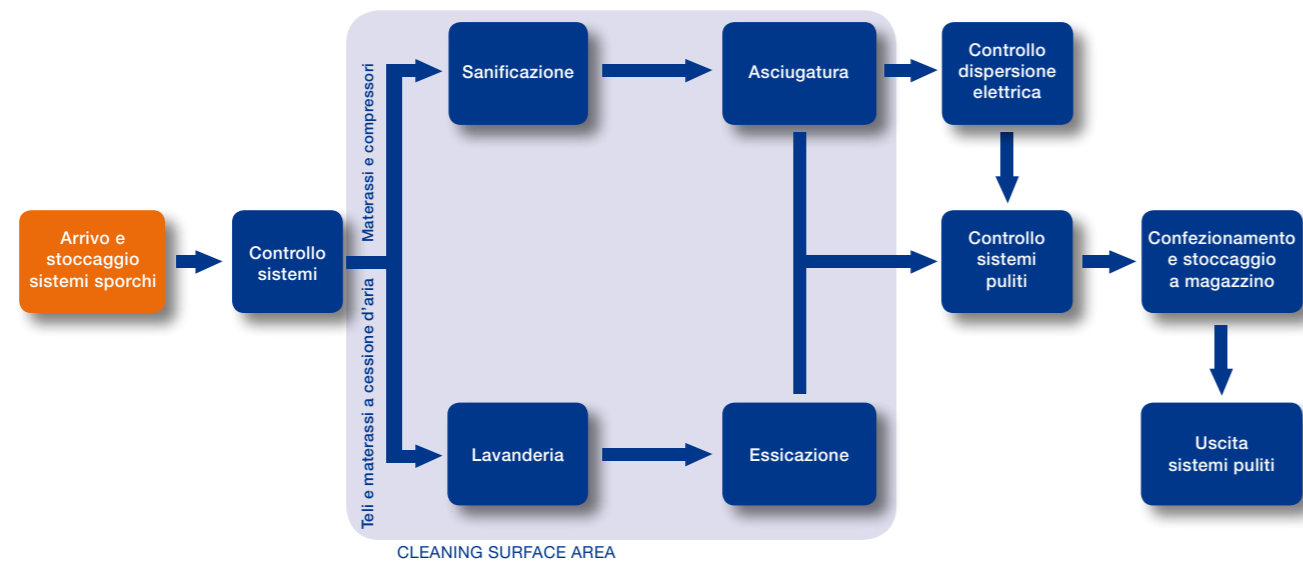 Arrivo e
stoccaggio
sistemi sporchi
Controllo
sistemi
Materassi e compressori
Teli e materassi a cessione d'aria
Sanificazione
Asciugatura
Controllo
dispersione
elettrica
Lavanderia
Essicazione
Controllo
sistemi
puliti
Confezionamento
e stoccaggio
a magazzino
Uscita
sistemi puliti
CLEANING SURFACE AREA